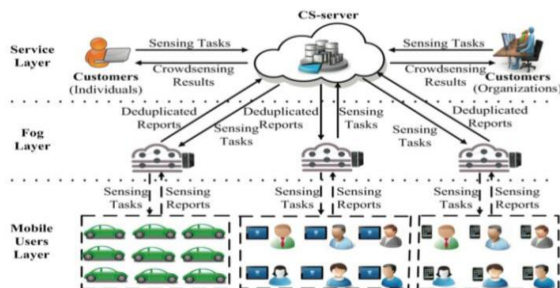 CS-server
Service
Layer
Sensing Tasks
Crowdsensing
Results
Customers
(Individuals)
Sensing Tasks
Crowdsensing
Results
Customers
(Organizations)
Fog
Layer
Deduplicated
Reports
Sensing
Tasks
Deduplicated
Reports
Sensing
Tasks
Sensing
Tasks
Deduplicated
Reports
Sensing
Tasks
Sensing
Reports
Sensing
Tasks
Sensing
Reports
Sensing
Tasks
Sensing
Reports
Mobile
Users
Layer